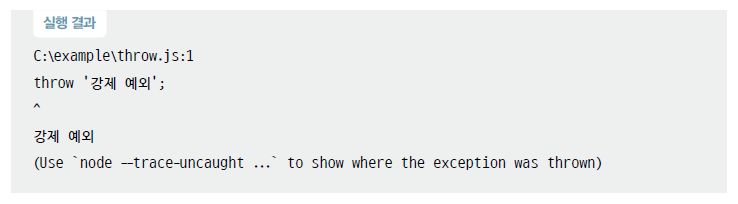 실행 결과
C:\example\throw.js:1
throw '강제 예외';
^
강제 예외
(Use `node --trace-uncaught ...` to show where the exception was thrown)